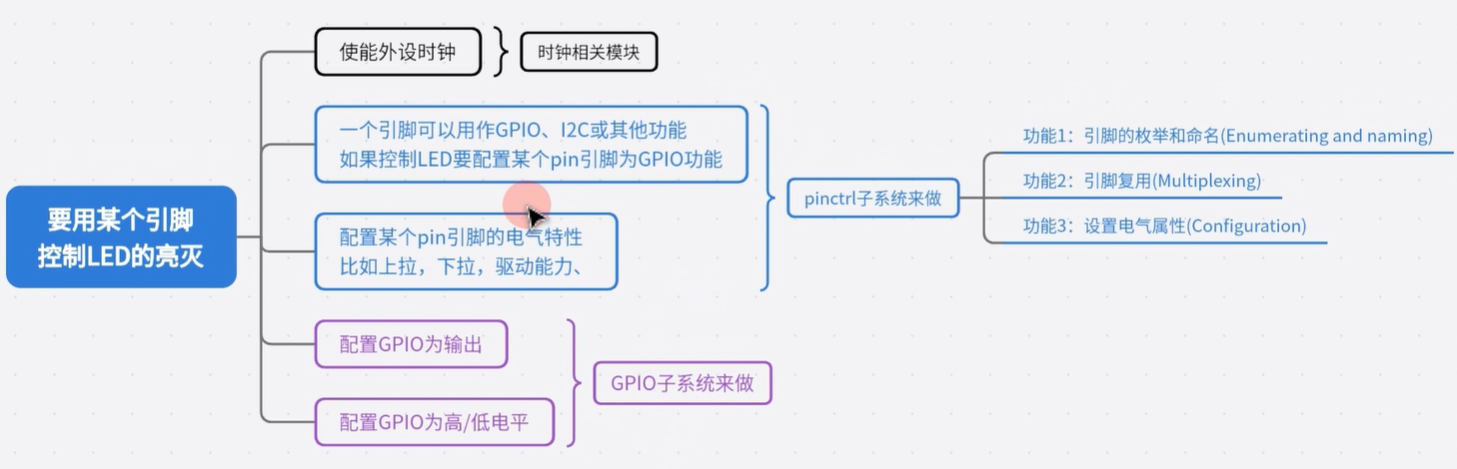 要用某个引脚
控制LED的亮灭
使能外设时钟
时钟相关模块
一个引脚可以用作GPIO、I2C或其他功能
如果控制LED要配置某个pin引脚为GPIO功能
配置某个pin引脚的电气特性
比如上拉，下拉，驱动能力、
pinctrl子系统来做
功能1：引脚的枚举和命名(Enumerating and naming)
功能2：引脚复用(Multiplexing)
功能3：设置电气属性(Configuration)
配置GPIO为输出
配置GPIO为高/低电平
GPIO子系统来做